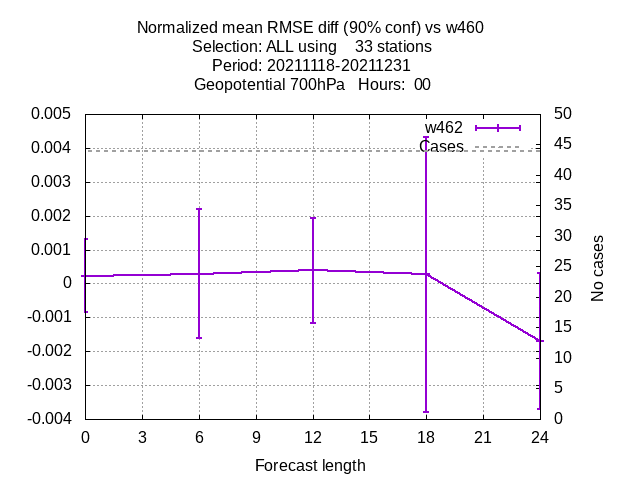 Normalized mean RMSE diff (90% conf) vs w460
Selection: ALL using    33 stations
Period: 20211118-20211231
Geopotential 700hPa   Hours:  00
w462
Cases
0.005
0.004
0.003
0.002
0.001
0
-0.001
-0.002
-0.003
-0.004
50
45
40
35
30
25
20
15
10
5
0
No cases
0 3 6 9 12 15 18 21 24
Forecast length